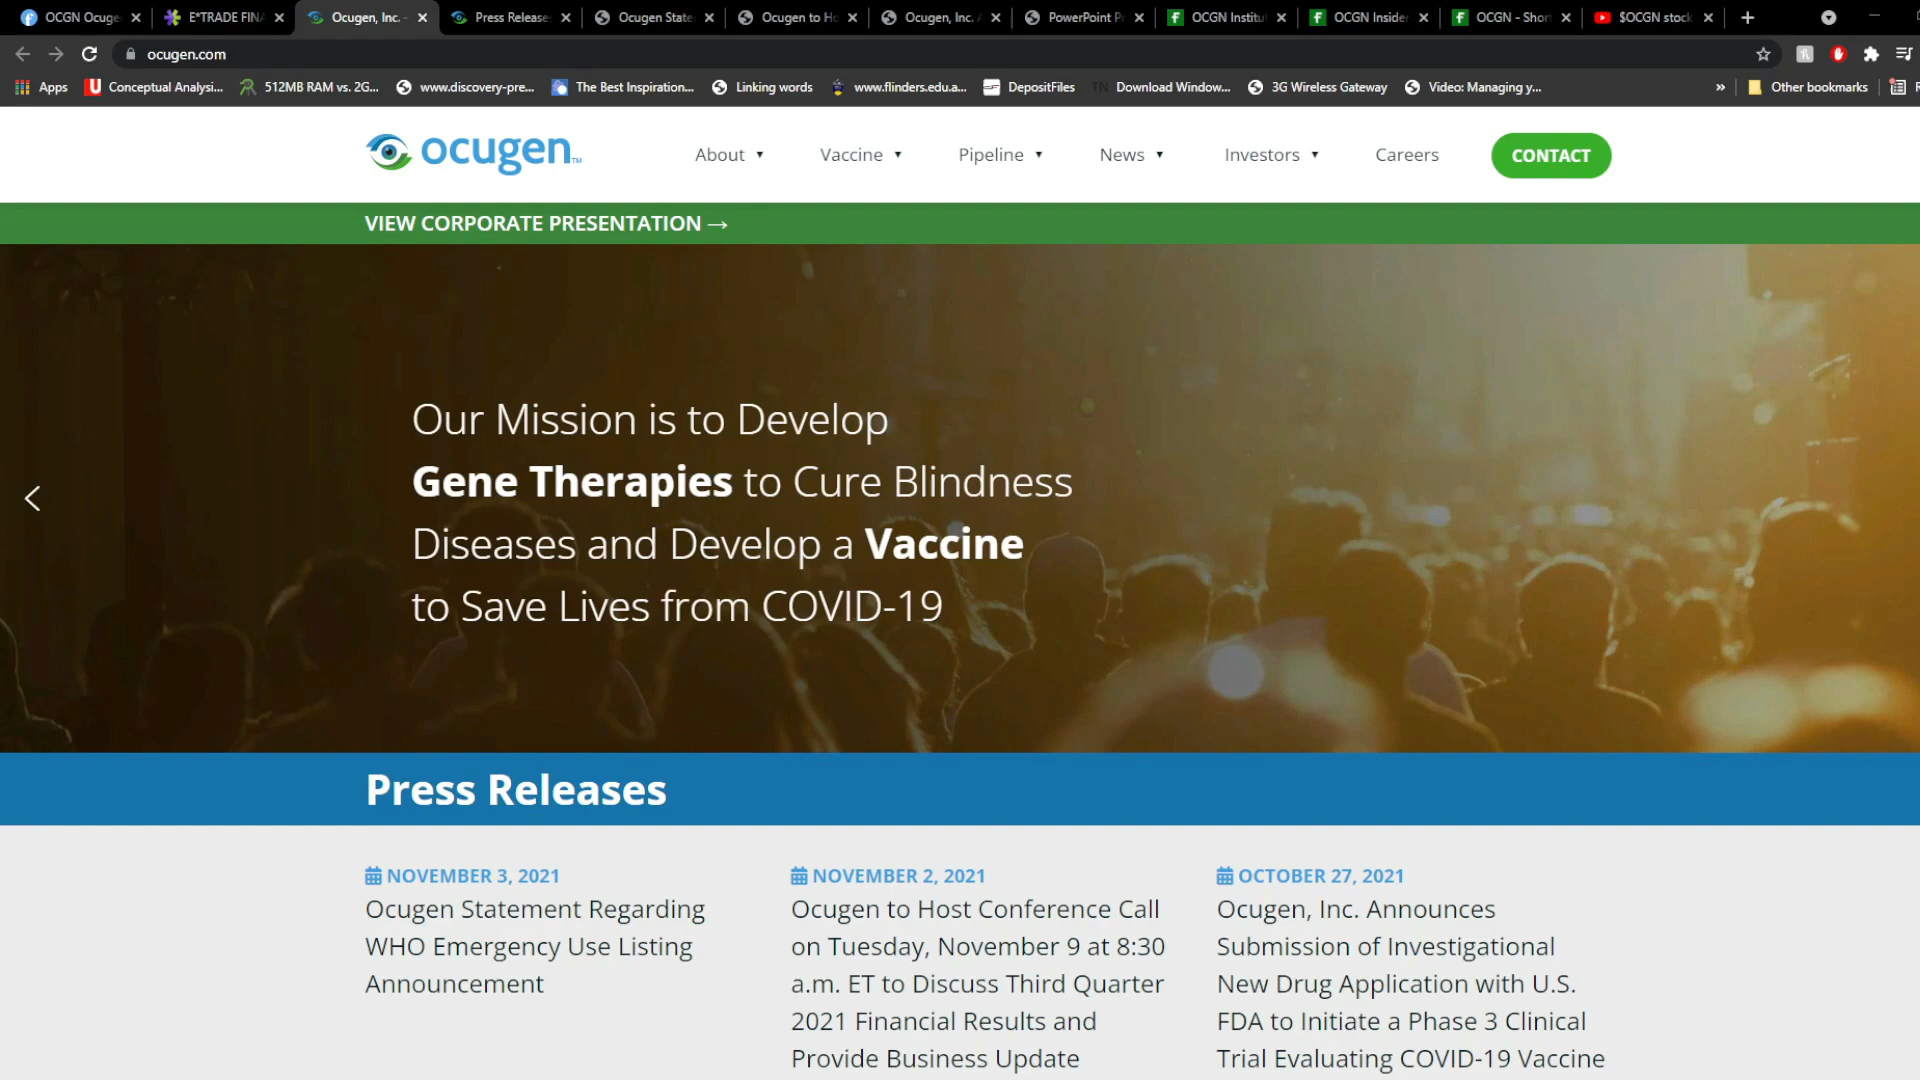 OCGN Ocuge
E*TRADE FIN
Ocugen, Inc. -
Press Release
Ocugen State
Ocugen to Ho
Ocugen, Inc.
PowerPoint P
OCGN Institu
OCGN Insider
OCGN - Shor
$OCGN stock
ocugen.com
Apps
Conceptual Analysi...
512MB RAM vs. 2G...
www.discovery-pre...
The Best Inspiration...
Linking words
www.flinders.edu.a...
DepositFiles
TN Download Window...
3G Wireless Gateway
Video: Managing y...
»
Other bookmarks
ocugen™
About
Vaccine
Pipeline
News
Investors
Careers
CONTACT
VIEW CORPORATE PRESENTATION →
Our Mission is to Develop
Gene Therapies to Cure Blindness
Diseases and Develop a Vaccine
to Save Lives from COVID-19
Press Releases
NOVEMBER 3, 2021
Ocugen Statement Regarding
WHO Emergency Use Listing
Announcement
NOVEMBER 2, 2021
Ocugen to Host Conference Call
on Tuesday, November 9 at 8:30
a.m. ET to Discuss Third Quarter
2021 Financial Results and
Provide Business Update
OCTOBER 27, 2021
Ocugen, Inc. Announces
Submission of Investigational
New Drug Application with U.S.
FDA to Initiate a Phase 3 Clinical
Trial Evaluating COVID-19 Vaccine